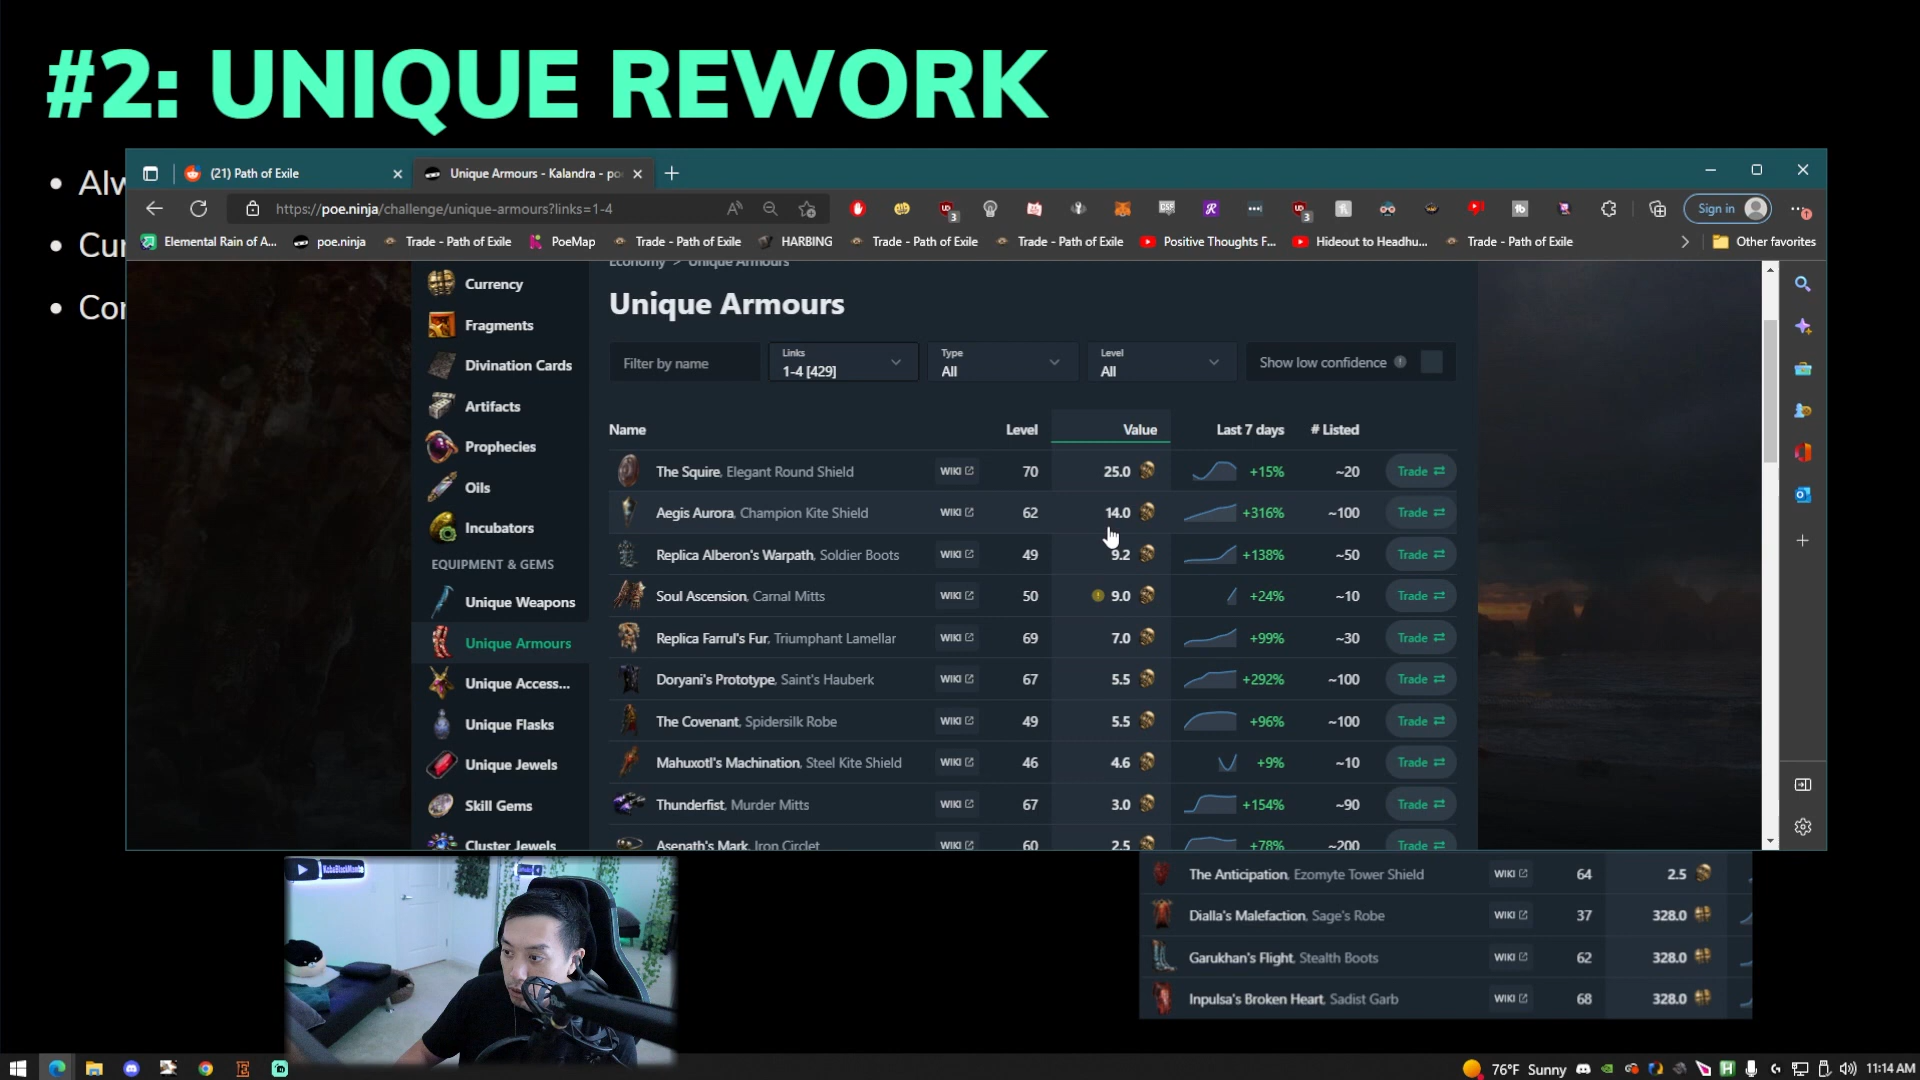 #2: UNIQUE REWORK
• Alw
• Cur
• Cor
(21) Path of Exile
Unique Armours - Kalandra - po
https://poe.ninja/challenge/unique-armours?links=1-4
Sign in
Elemental Rain of A...
poe.ninja
Trade - Path of Exile
PoeMap
Trade - Path of Exile
HARBING
Trade - Path of Exile
Trade - Path of Exile
Positive Thoughts F...
Hideout to Headhu...
Trade - Path of Exile
Other favorites
Economy > Unique Armours
Currency
Fragments
Divination Cards
Artifacts
Prophecies
Oils
Incubators
EQUIPMENT & GEMS
Unique Weapons
Unique Armours
Unique Access...
Unique Flasks
Unique Jewels
Skill Gems
Cluster Jewels
Unique Armours
Filter by name
Links
1-4 [429]
Type
All
Level
All
Show low confidence
Name Level Value Last 7 days # Listed
The Squire, Elegant Round Shield WIKI 70 25.0 +15% ~20 Trade
Aegis Aurora, Champion Kite Shield WIKI 62 14.0 +316% ~100 Trade
Replica Alberon's Warpath, Soldier Boots WIKI 49 9.2 +138% ~50 Trade
Soul Ascension, Carnal Mitts WIKI 50 9.0 +24% ~10 Trade
Replica Farrul's Fur, Triumphant Lamellar WIKI 69 7.0 +99% ~30 Trade
Doryani's Prototype, Saint's Hauberk WIKI 67 5.5 +292% ~100 Trade
The Covenant, Spidersilk Robe WIKI 49 5.5 +96% ~100 Trade
Mahuxotl's Machination, Steel Kite Shield WIKI 46 4.6 +9% ~10 Trade
Thunderfist, Murder Mitts WIKI 67 3.0 +154% ~90 Trade
Asenath's Mark, Iron Circlet WIKI 60 2.5 +78% ~200 Trade
The Anticipation, Ezomyte Tower Shield WIKI 64 2.5
Dialla's Malefaction, Sage's Robe WIKI 37 328.0
Garukhan's Flight, Stealth Boots WIKI 62 328.0
Inpulsa's Broken Heart, Sadist Garb WIKI 68 328.0
76°F Sunny
11:14 AM